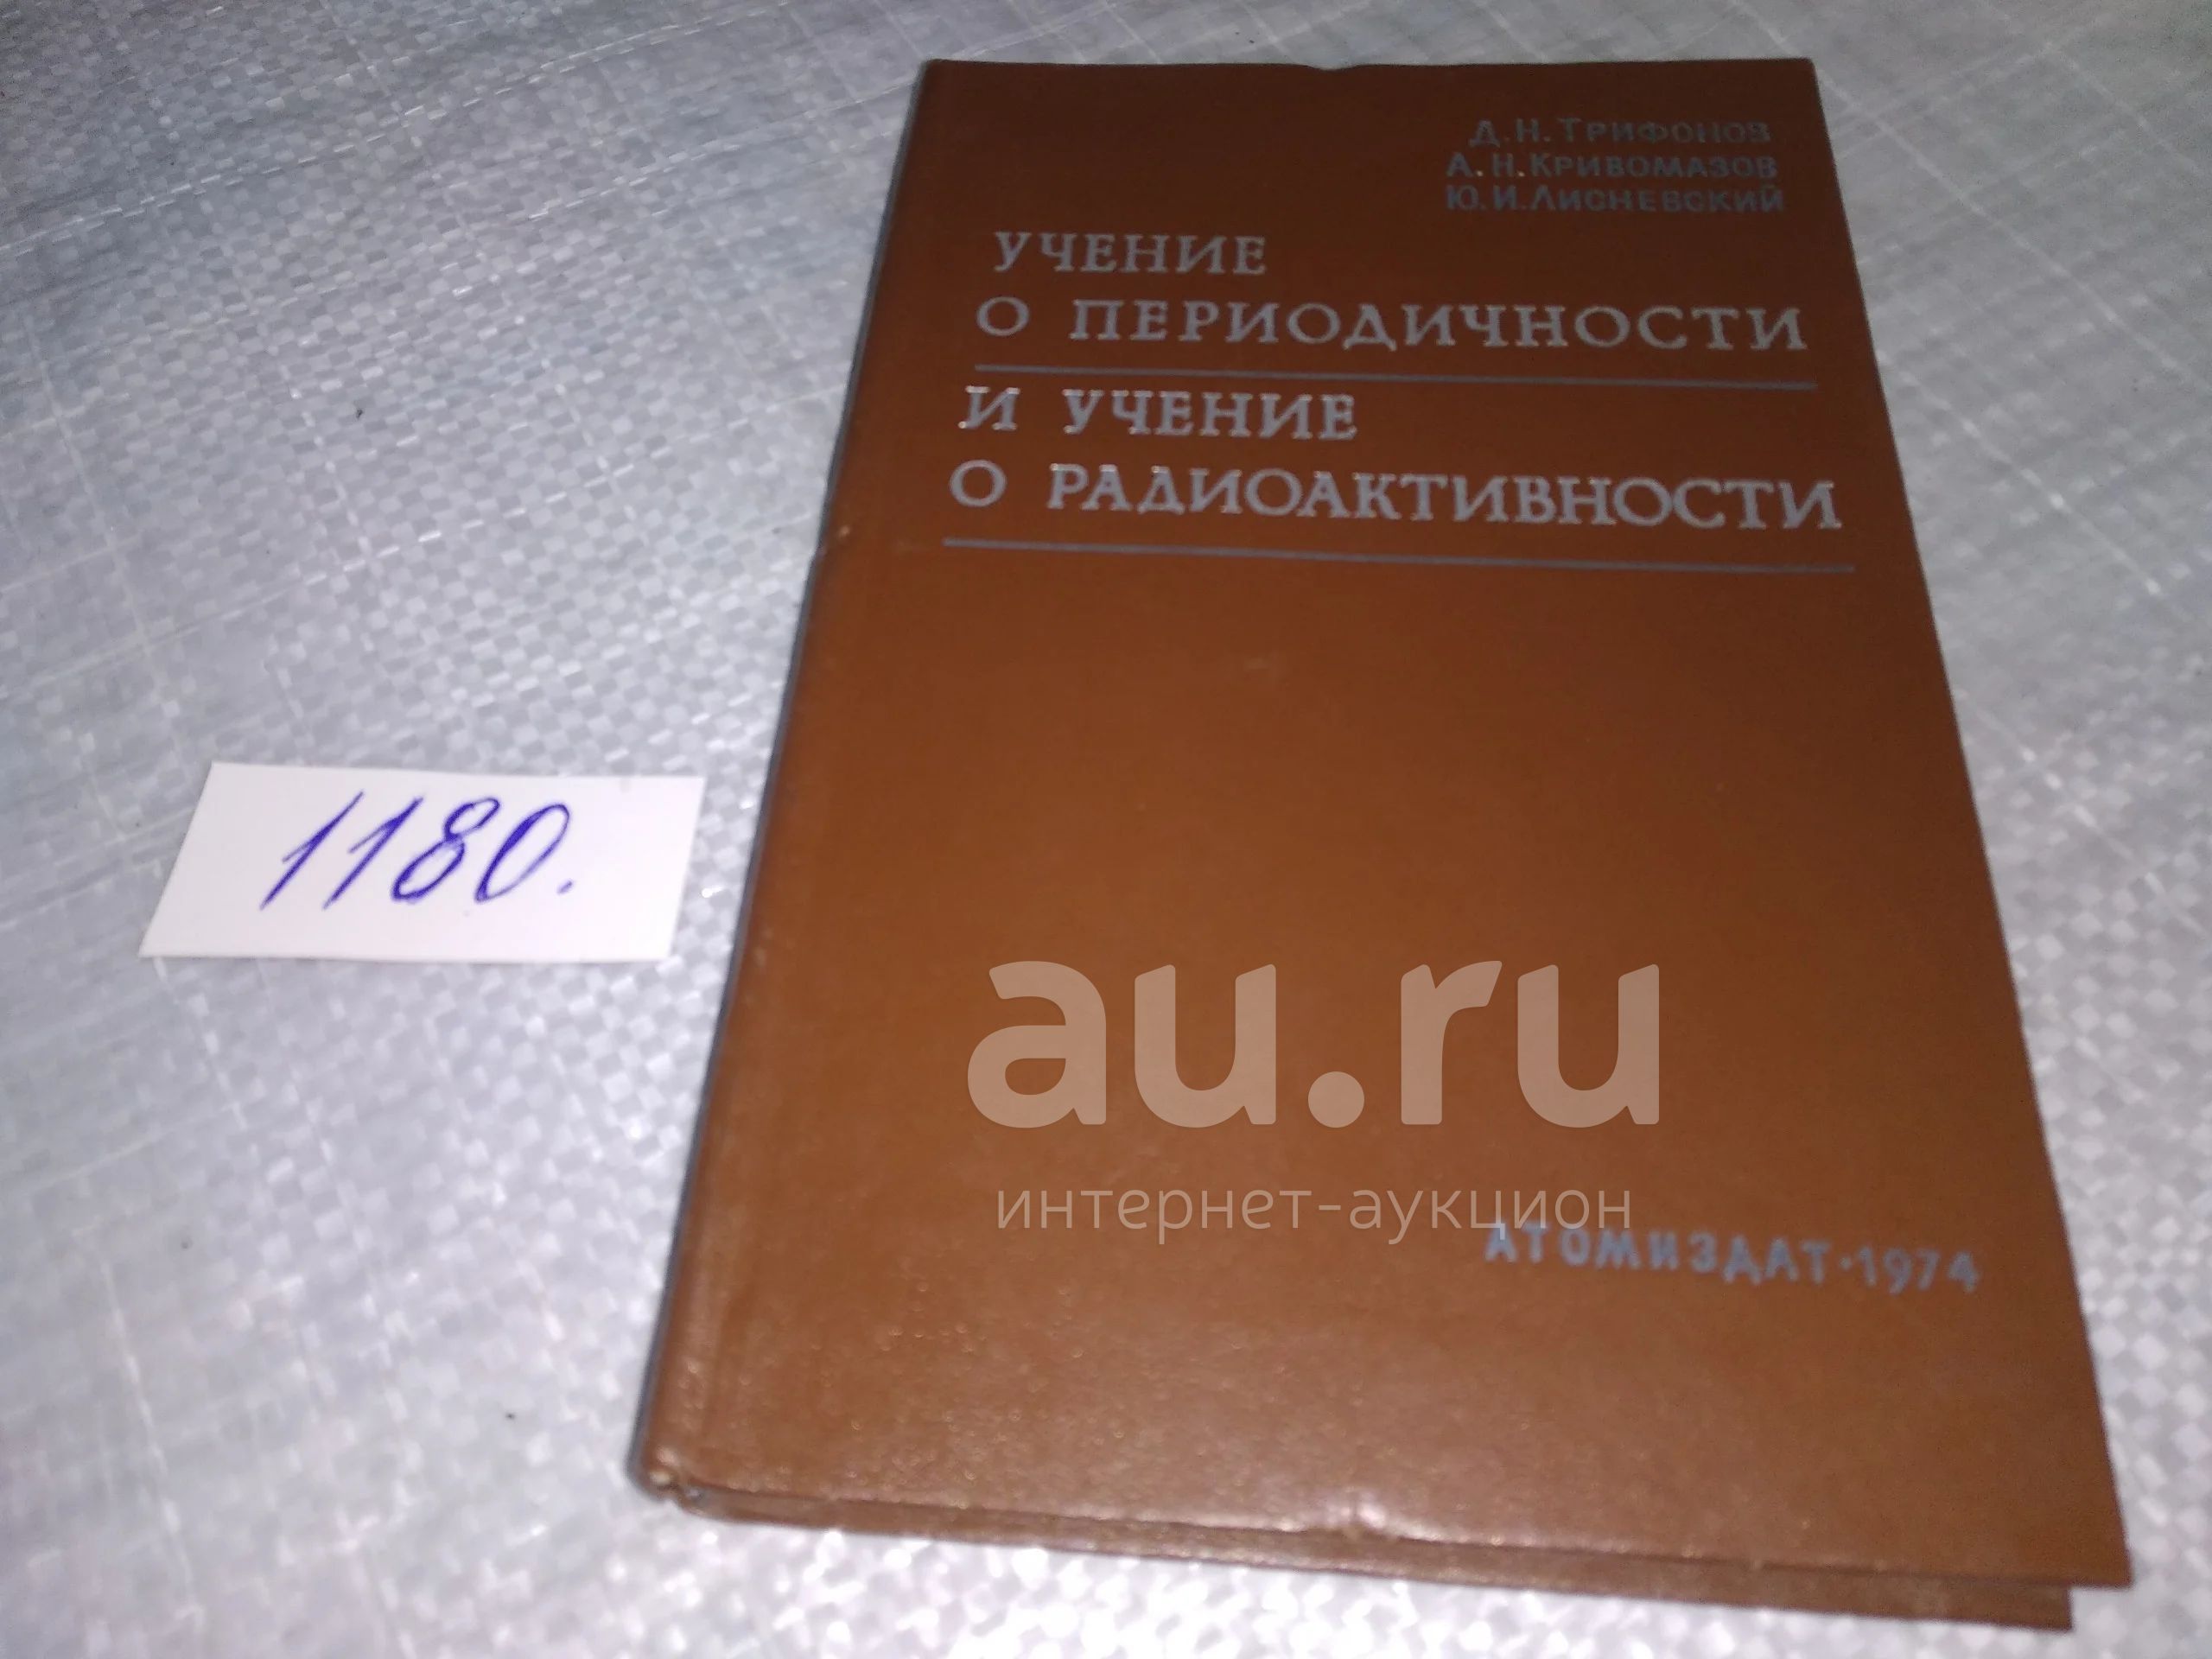 Д. Н. ТРИФОНОВ
А. Н. КРИВОМАЗОВ
Ю. И. ЛИСНЕВСКИЙ
УЧЕНИЕ
О ПЕРИОДИЧНОСТИ
И УЧЕНИЕ
О РАДИОАКТИВНОСТИ
1180.
au.ru
интернет-аукцион
АТОМИЗДАТ·1974